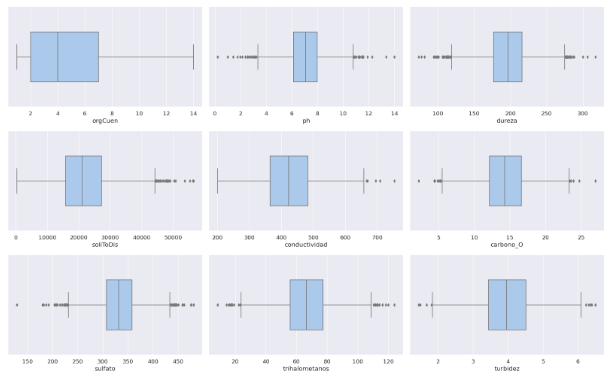 2 4 6 8 10 12 14
orgCuen
0 2 4 6 8 10 12 14
ph
100 150 200 250 300
dureza
0 10000 20000 30000 40000 50000
soliToDis
200 300 400 500 600 700
conductividad
5 10 15 20 25
carbono_O
150 200 250 300 350 400 450
sulfato
20 40 60 80 100 120
trihalometanos
2 3 4 5 6
turbidez